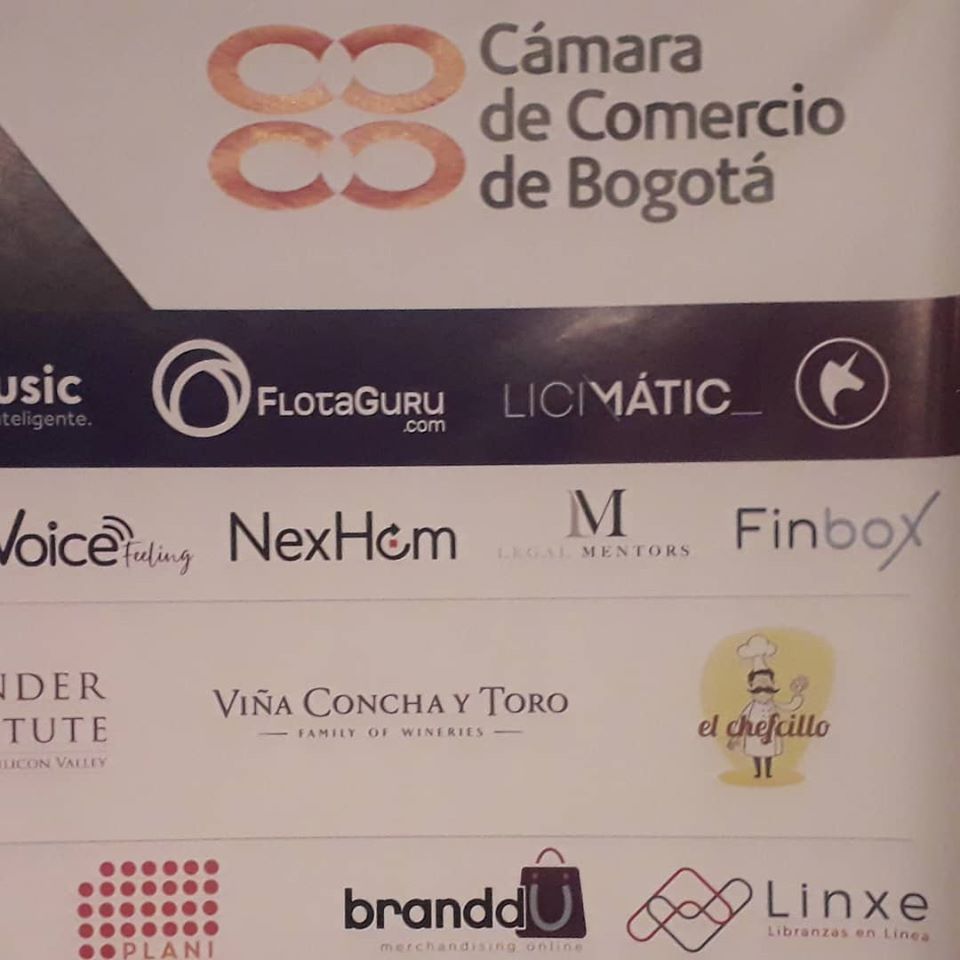 Cámara
de Comercio
de Bogotá
usic
nteligente.
FLOTAGURU
.com
LICIMÁTIC_
Voice
Feeling
NexHom
M
LEGAL MENTORS
Finbox
NDER
TUTE
ILICON VALLEY
VIÑA CONCHA Y TORO
FAMILY OF WINERIES
el chefcillo
PLANI
branddU
merchandising online
Linxe
Libranzas en Línea